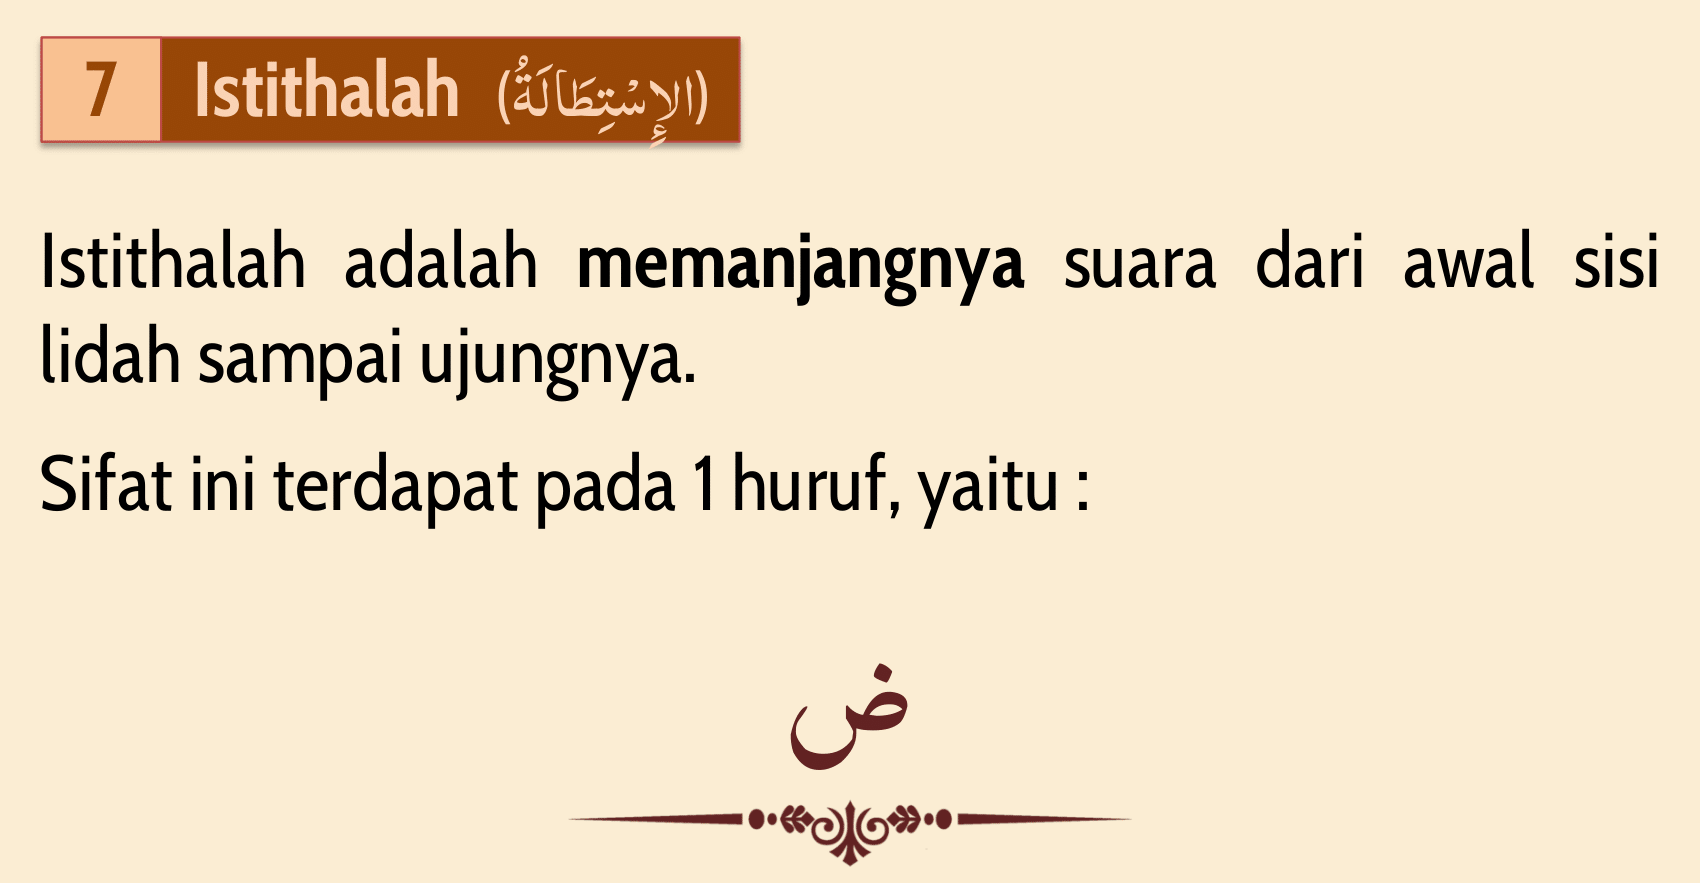 7 Istithalah (الإِسْتِطَالَةُ)
Istithalah adalah memanjangnya suara dari awal sisi
lidah sampai ujungnya.
Sifat ini terdapat pada 1 huruf, yaitu :
ض